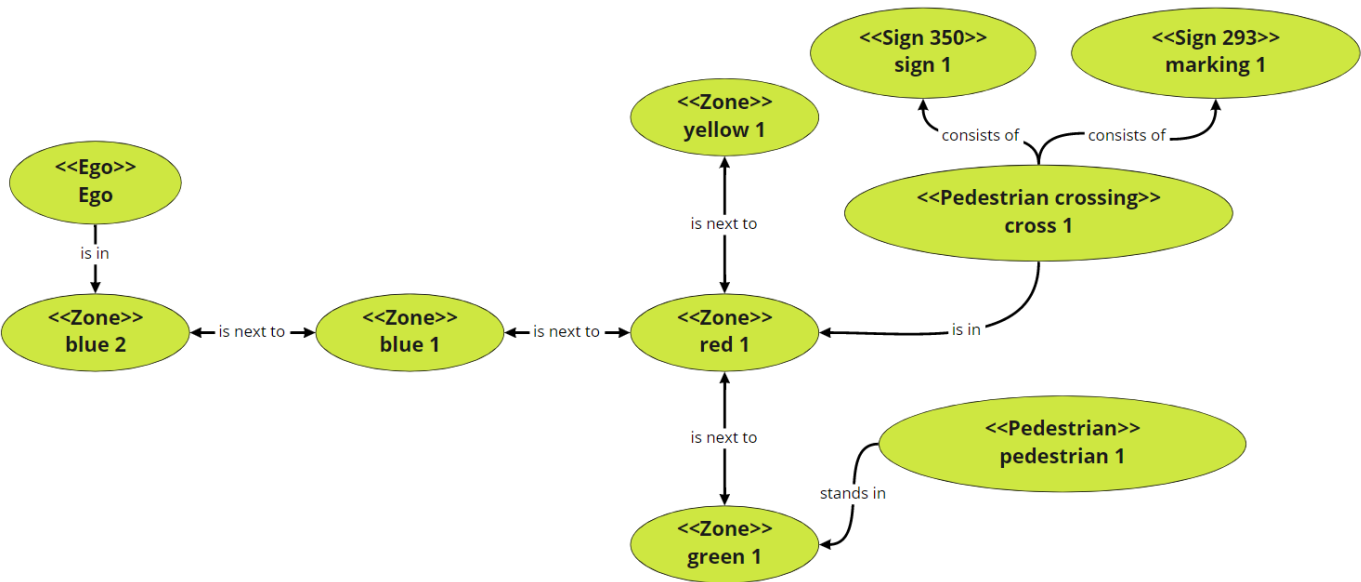 <<Sign 350>>
sign 1
<<Sign 293>>
marking 1
<<Zone>>
yellow 1
consists of
consists of
<<Ego>>
Ego
<<Pedestrian crossing>>
cross 1
is next to
is in
<<Zone>>
blue 2
is next to
<<Zone>>
blue 1
is next to
<<Zone>>
red 1
is in
is next to
<<Pedestrian>>
pedestrian 1
stands in
<<Zone>>
green 1